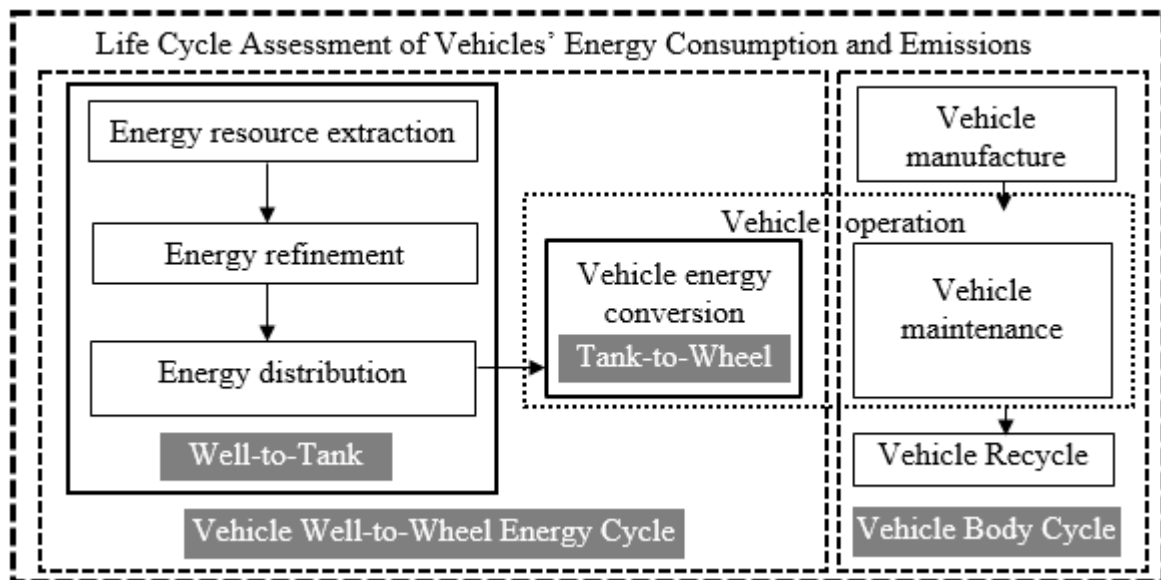 Life Cycle Assessment of Vehicles' Energy Consumption and Emissions
Energy resource extraction
Energy refinement
Energy distribution
Well-to-Tank
Vehicle operation
Vehicle energy
conversion
Tank-to-Wheel
Vehicle Well-to-Wheel Energy Cycle
Vehicle
manufacture
Vehicle
maintenance
Vehicle Recycle
Vehicle Body Cycle